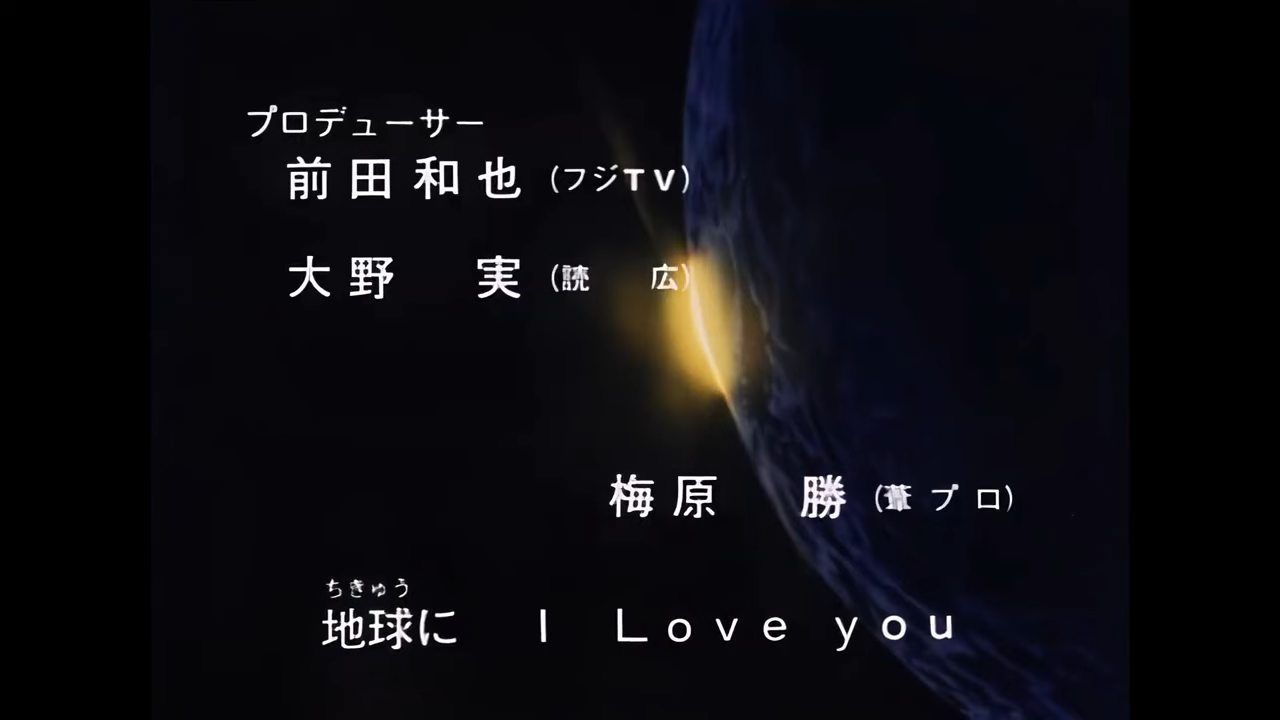 プロデューサー
前田和也 (フジTV)
大野 実 (読 広)
梅原 勝 (葦プロ)
ちきゅう
地球に I Love you